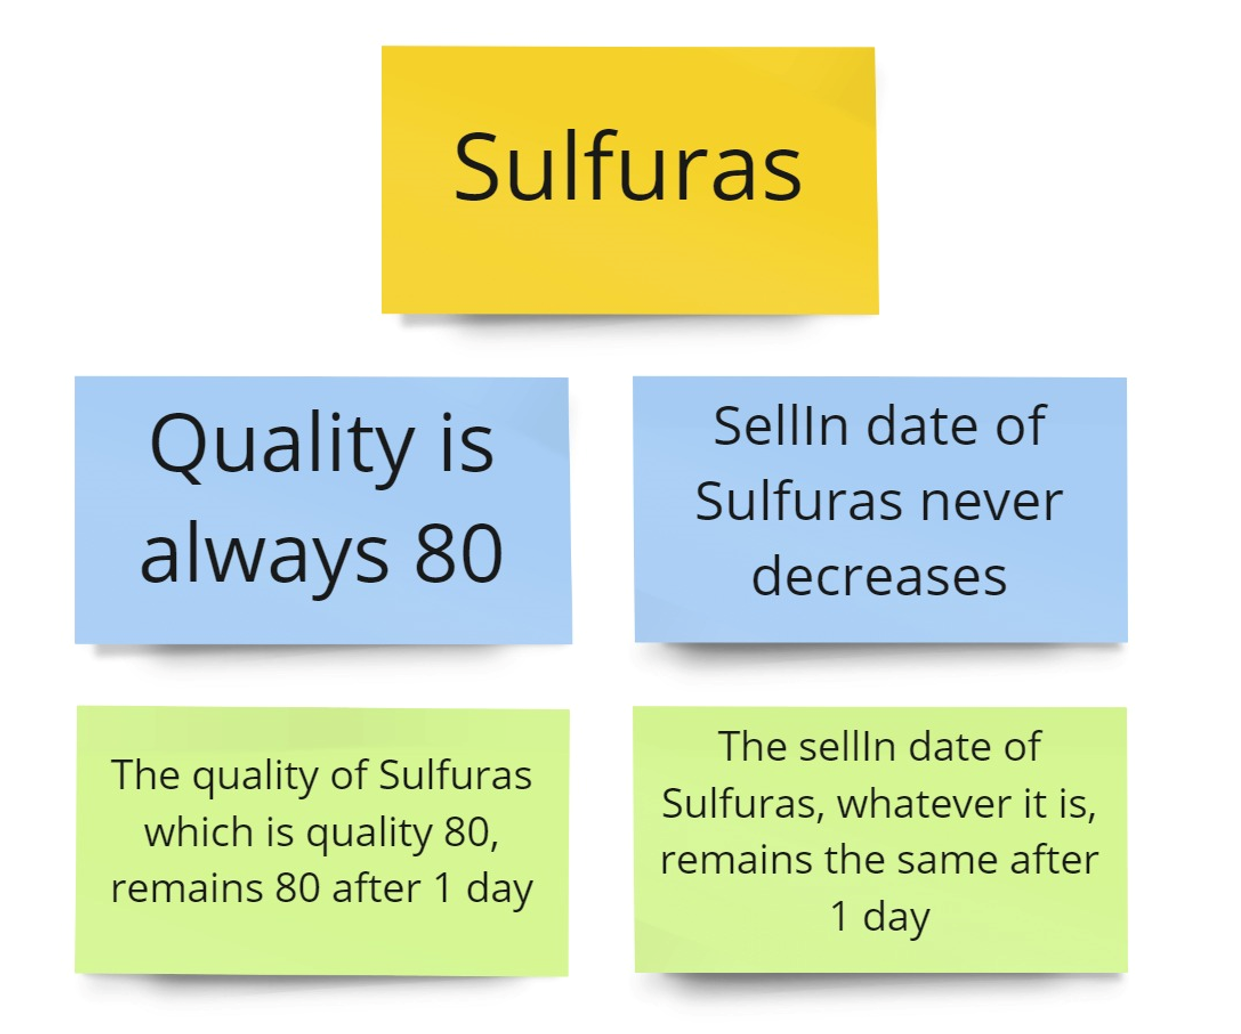 Sulfuras
Quality is
always 80
SellIn date of
Sulfuras never
decreases
The quality of Sulfuras
which is quality 80,
remains 80 after 1 day
The sellIn date of
Sulfuras, whatever it is,
remains the same after
1 day